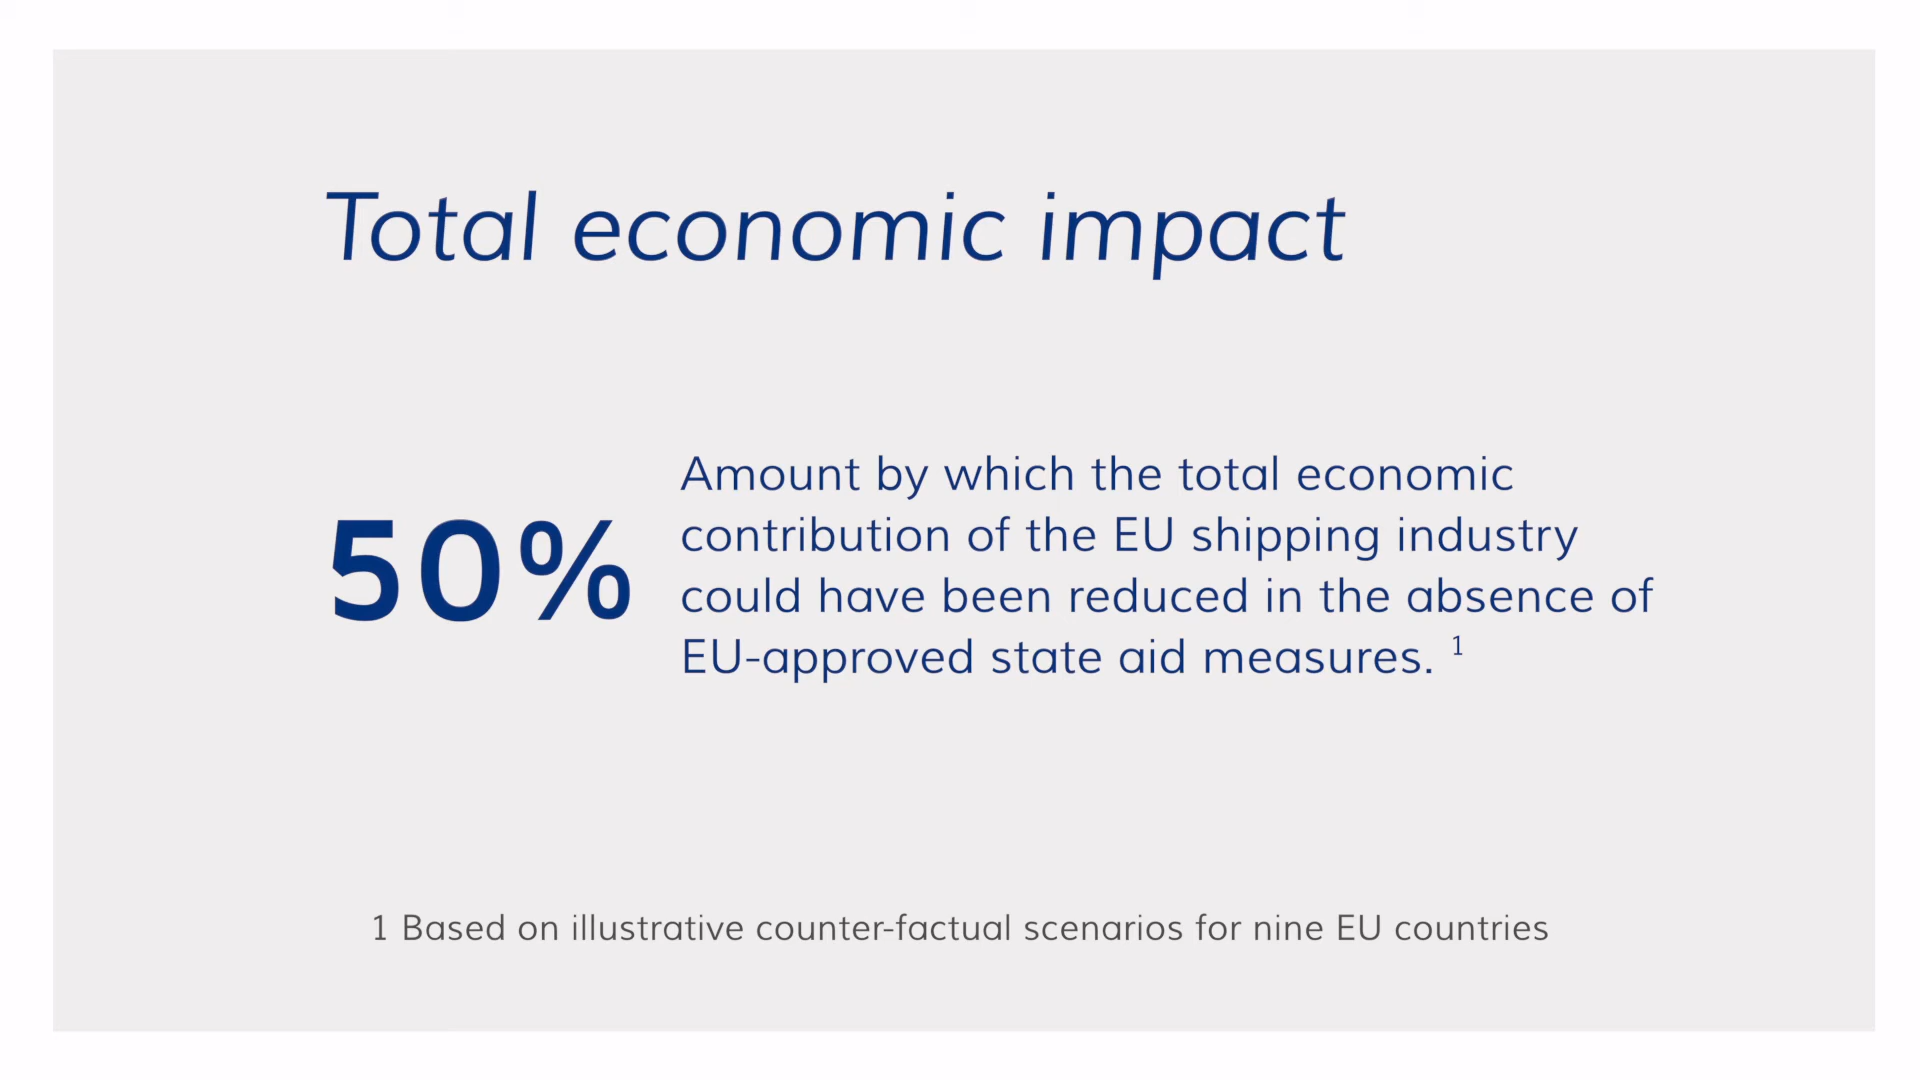 Total economic impact
50%
Amount by which the total economic
contribution of the EU shipping industry
could have been reduced in the absence of
EU-approved state aid measures. 1
1 Based on illustrative counter-factual scenarios for nine EU countries